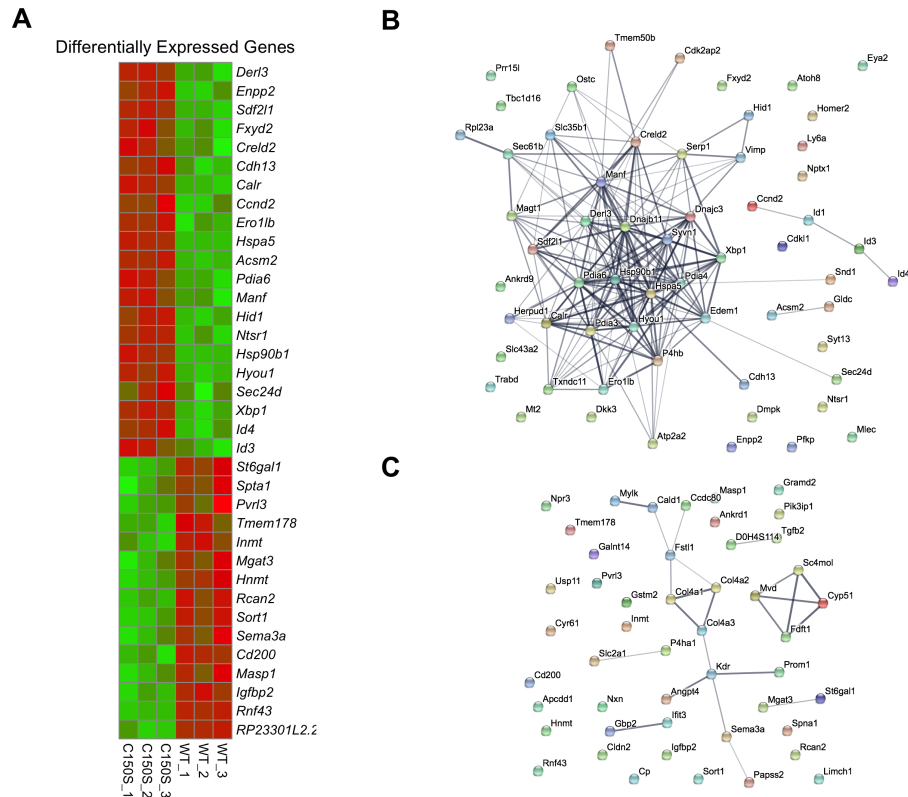 A
Differentially Expressed Genes
Derl3
Enpp2
Sdf2l1
Fxyd2
Creld2
Cdh13
Calr
Ccnd2
Ero1lb
Hspa5
Acsm2
Pdia6
Manf
Hid1
Ntsr1
Hsp90b1
Hyou1
Sec24d
Xbp1
Id4
Id3
St6gal1
Spta1
Pvrl3
Tmem178
Inmt
Mgat3
Hnmt
Rcan2
Sort1
Sema3a
Cd200
Masp1
Igfbp2
Rnf43
RP23301L2.2
C150S_1
C150S_2
C150S_3
WT_1
WT_2
WT_3
B
Tmem50b
Cdk2ap2
Eya2
Prr15l
Ostc
Fxyd2
Atoh8
Tbc1d16
Hid1
Homer2
Rpl23a
Slc35b1
Creld2
Ly6a
Sec61b
Serp1
Vimp
Nptx1
Manf
Ccnd2
Magt1
Derl3
Dnajb11
Dnajc3
Id1
Syvn1
Cdkl1
Id3
Sdf2l1
Xbp1
Id4
Ankrd9
Pdia6
Hsp90b1
Pdia4
Snd1
Hspa5
Herpud1
Calr
Pdia3
Hyou1
Edem1
Acsm2
Gldc
Slc43a2
P4hb
Syt13
Trabd
Txndc11
Ero1lb
Cdh13
Sec24d
Mt2
Dkk3
Dmpk
Ntsr1
Atp2a2
Enpp2
Pfkp
Mlec
C
Npr3
Mylk
Cald1
Ccdc80
Masp1
Gramd2
Pik3ip1
Tmem178
Ankrd1
Tgfb2
D0H4S114
Galnt14
Fstl1
Sc4mol
Usp11
Pvrl3
Col4a2
Mvd
Gstm2
Col4a1
Cyp51
Cyr61
Inmt
Col4a3
Fdft1
Slc2a1
P4ha1
Cd200
Kdr
Prom1
Apcdd1
Nxn
Angpt4
Mgat3
St6gal1
Hnmt
Gbp2
Ifit3
Sema3a
Spna1
Cldn2
Igfbp2
Rcan2
Rnf43
Cp
Sort1
Papss2
Limch1